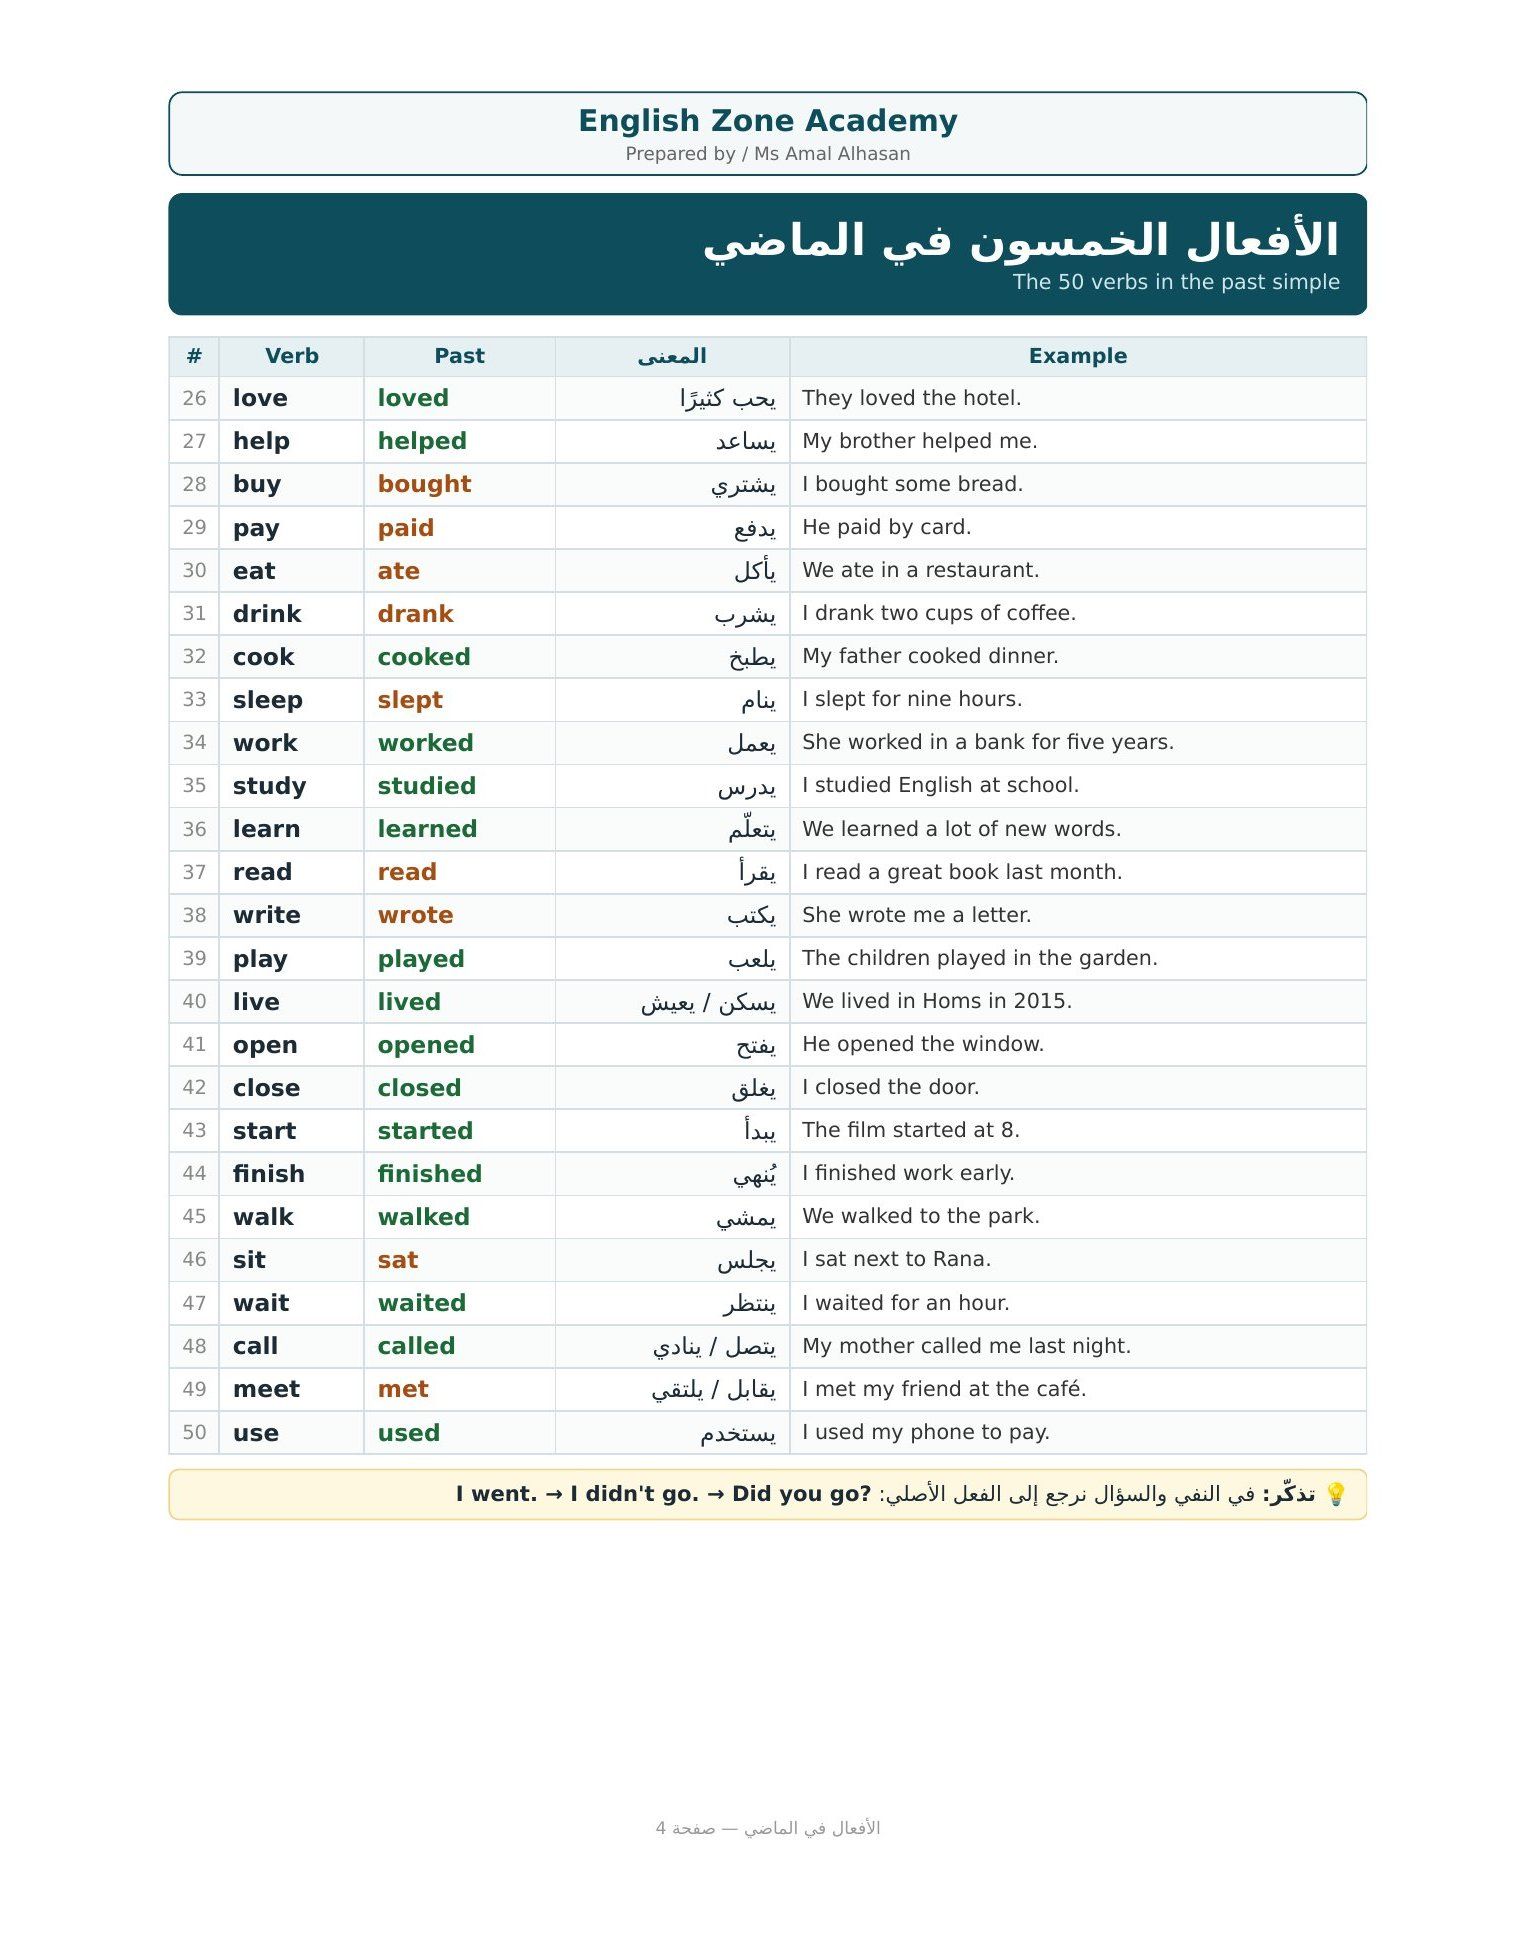 English Zone Academy
Prepared by / Ms Amal Alhasan
الأفعال الخمسون في الماضي
The 50 verbs in the past simple
# Verb Past المعنى Example
26 love loved يحب كثيرًا They loved the hotel.
27 help helped يساعد My brother helped me.
28 buy bought يشتري I bought some bread.
29 pay paid يدفع He paid by card.
30 eat ate يأكل We ate in a restaurant.
31 drink drank يشرب I drank two cups of coffee.
32 cook cooked يطبخ My father cooked dinner.
33 sleep slept ينام I slept for nine hours.
34 work worked يعمل She worked in a bank for five years.
35 study studied يدرس I studied English at school.
36 learn learned يتعلّم We learned a lot of new words.
37 read read يقرأ I read a great book last month.
38 write wrote يكتب She wrote me a letter.
39 play played يلعب The children played in the garden.
40 live lived يسكن / يعيش We lived in Homs in 2015.
41 open opened يفتح He opened the window.
42 close closed يغلق I closed the door.
43 start started يبدأ The film started at 8.
44 finish finished يُنهي I finished work early.
45 walk walked يمشي We walked to the park.
46 sit sat يجلس I sat next to Rana.
47 wait waited ينتظر I waited for an hour.
48 call called يتصل / ينادي My mother called me last night.
49 meet met يقابل / يلتقي I met my friend at the café.
50 use used يستخدم I used my phone to pay.
💡 تذكّر: في النفي والسؤال نرجع إلى الفعل الأصلي: I went. → I didn't go. → Did you go?
الأفعال في الماضي — صفحة 4